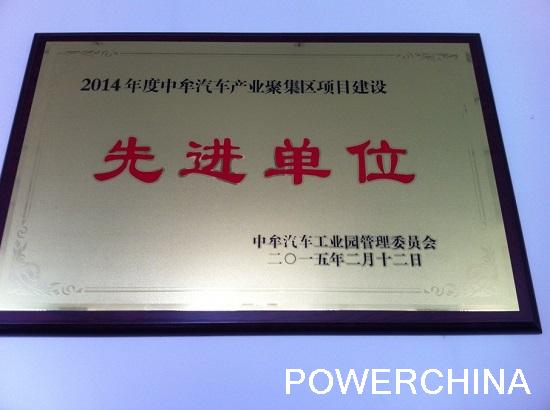 2014年度中牟汽车产业聚集区项目建设
先进单位
中牟汽车工业园管理委员会
二〇一五年二月十二日
POWERCHINA